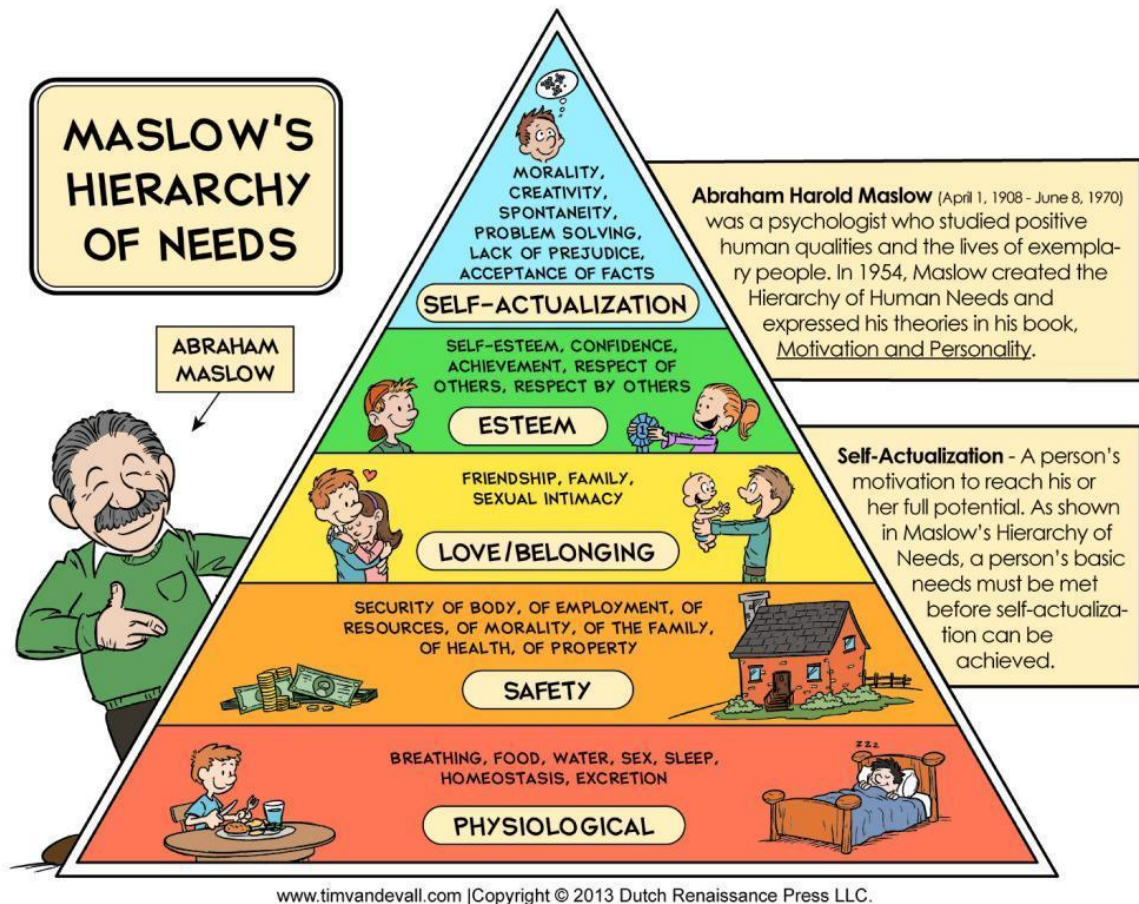 MASLOW'S
HIERARCHY
OF NEEDS
ABRAHAM
MASLOW
MORALITY,
CREATIVITY,
SPONTANEITY,
PROBLEM SOLVING,
LACK OF PREJUDICE,
ACCEPTANCE OF FACTS
SELF-ACTUALIZATION
SELF-ESTEEM, CONFIDENCE,
ACHIEVEMENT, RESPECT OF
OTHERS, RESPECT BY OTHERS
ESTEEM
1
FRIENDSHIP, FAMILY,
SEXUAL INTIMACY
LOVE/BELONGING
SECURITY OF BODY, OF EMPLOYMENT, OF
RESOURCES, OF MORALITY, OF THE FAMILY,
OF HEALTH, OF PROPERTY
SAFETY
BREATHING, FOOD, WATER, SEX, SLEEP,
HOMEOSTASIS, EXCRETION
PHYSIOLOGICAL
zzz
Abraham Harold Maslow (April 1, 1908 - June 8, 1970)
was a psychologist who studied positive
human qualities and the lives of exempla-
ry people. In 1954, Maslow created the
Hierarchy of Human Needs and
expressed his theories in his book,
Motivation and Personality.
Self-Actualization - A person's
motivation to reach his or
her full potential. As shown
in Maslow's Hierarchy of
Needs, a person's basic
needs must be met
before self-actualiza-
tion can be
achieved.
www.timvandevall.com |Copyright © 2013 Dutch Renaissance Press LLC.